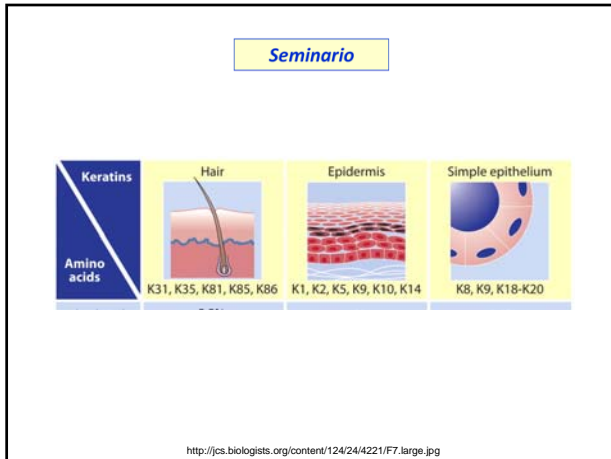 Seminario
Keratins
Amino
acids
Hair
Epidermis
Simple epithelium
K31, K35, K81, K85, K86
K1, K2, K5, K9, K10, K14
K8, K9, K18-K20
http://jcs.biologists.org/content/124/24/4221/F7.large.jpg